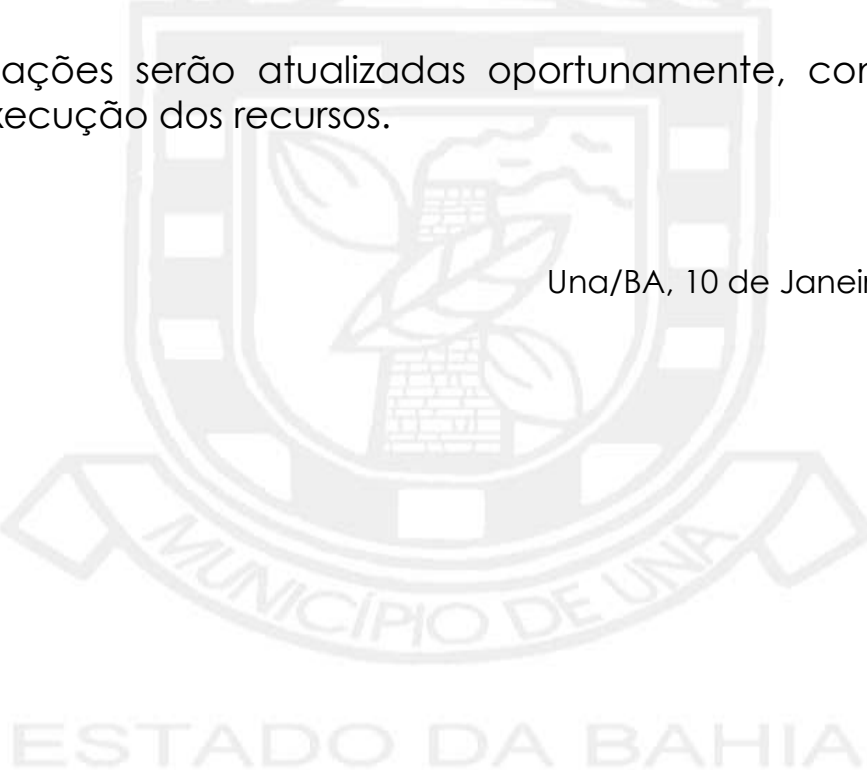 ações serão atualizadas oportunamente, con
xecução dos recursos.
Una/BA, 10 de Janeir
MUNICÍPIO DE UNA
ESTADO DA BAHIA